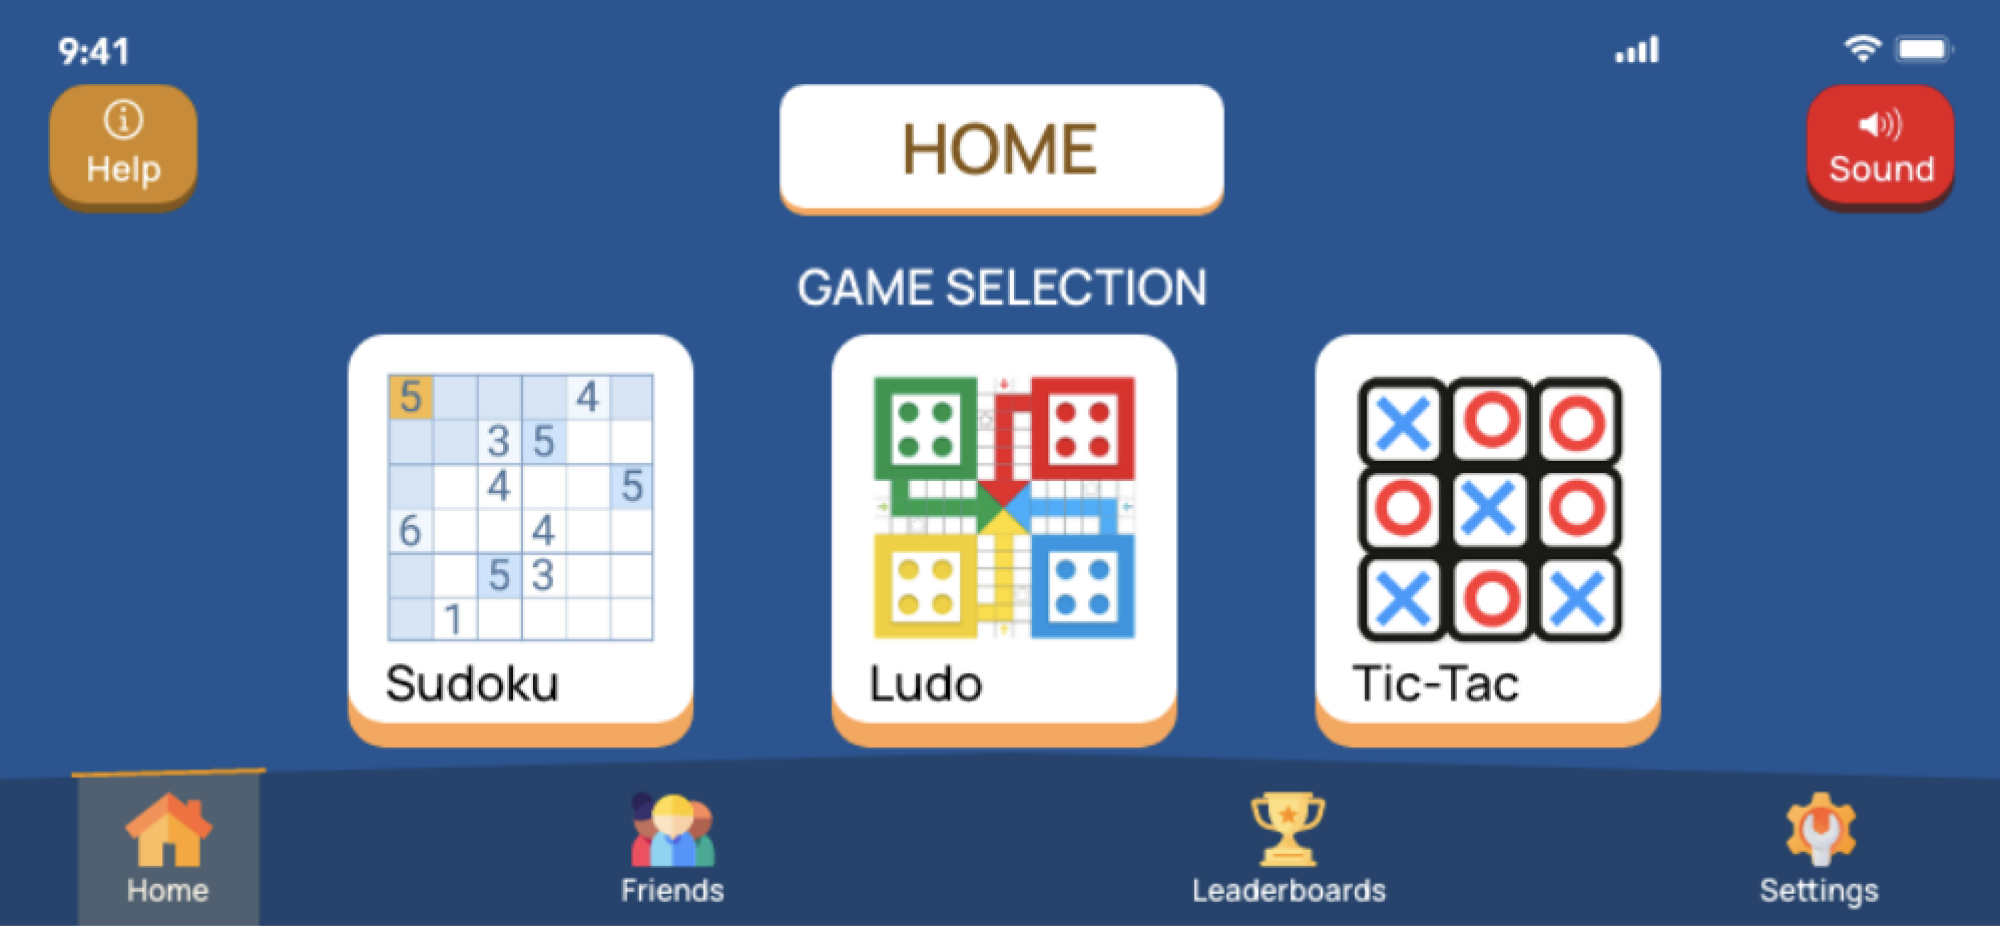 9:41
Help
HOME
Sound
GAME SELECTION
5 4
3 5
4 5
6 4
5 3
1
Sudoku
Ludo
Tic-Tac
Home
Friends
Leaderboards
Settings